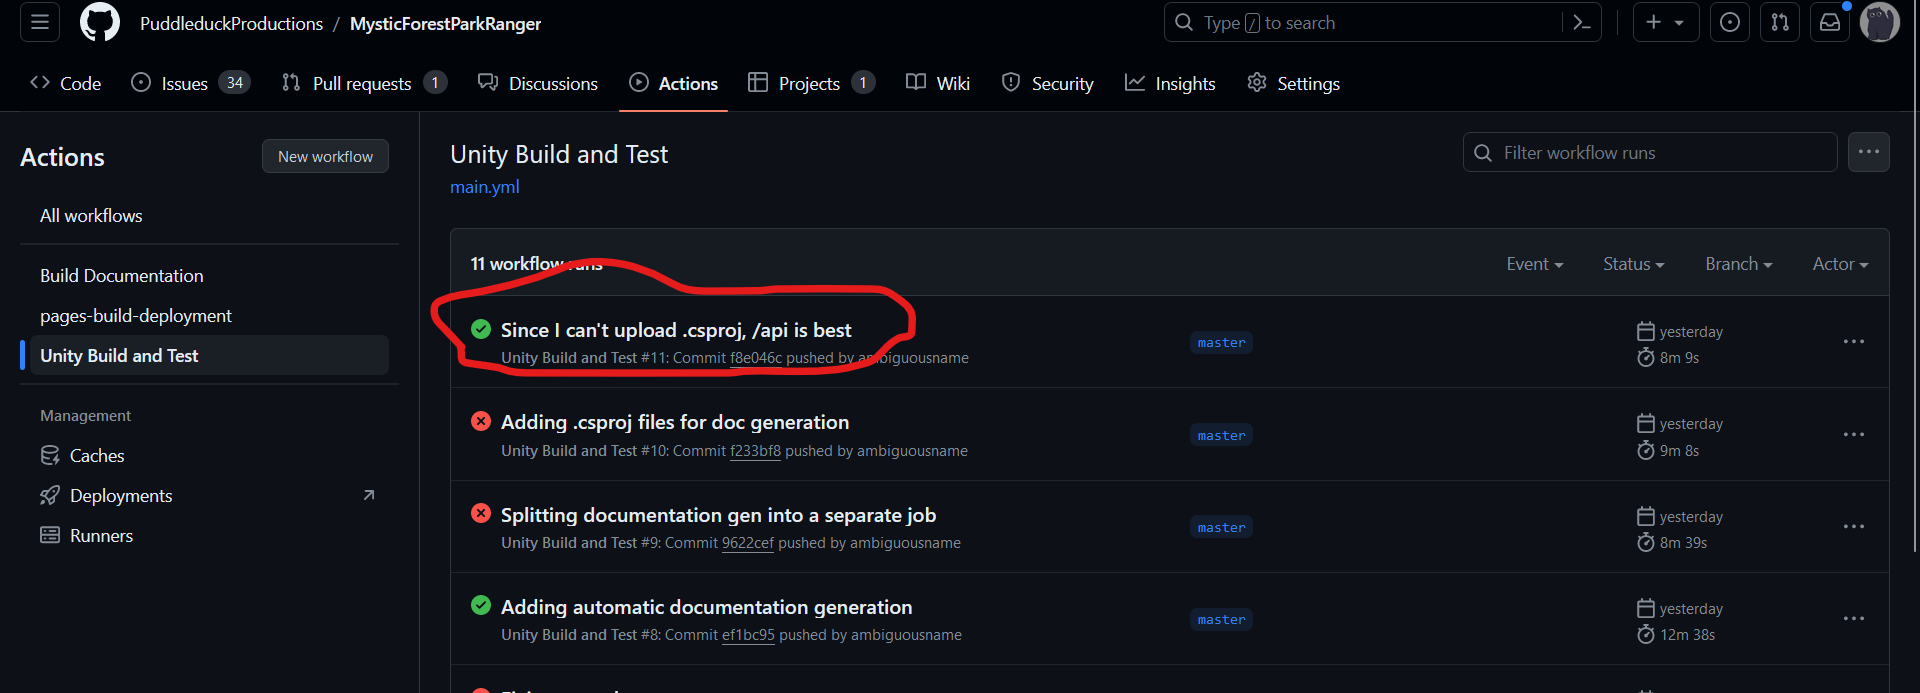 PuddleduckProductions / MysticForestParkRanger
Type / to search
Code
Issues 34
Pull requests 1
Discussions
Actions
Projects 1
Wiki
Security
Insights
Settings
Actions
New workflow
All workflows
Build Documentation
pages-build-deployment
Unity Build and Test
Management
Caches
Deployments
Runners
Unity Build and Test
main.yml
Filter workflow runs
11 workflow runs
Event
Status
Branch
Actor
Since I can't upload .csproj, /api is best
Unity Build and Test #11: Commit f8e046c pushed by ambiguousname
master
yesterday
8m 9s
Adding .csproj files for doc generation
Unity Build and Test #10: Commit f233bf8 pushed by ambiguousname
master
yesterday
9m 8s
Splitting documentation gen into a separate job
Unity Build and Test #9: Commit 9622cef pushed by ambiguousname
master
yesterday
8m 39s
Adding automatic documentation generation
Unity Build and Test #8: Commit ef1bc95 pushed by ambiguousname
master
yesterday
12m 38s